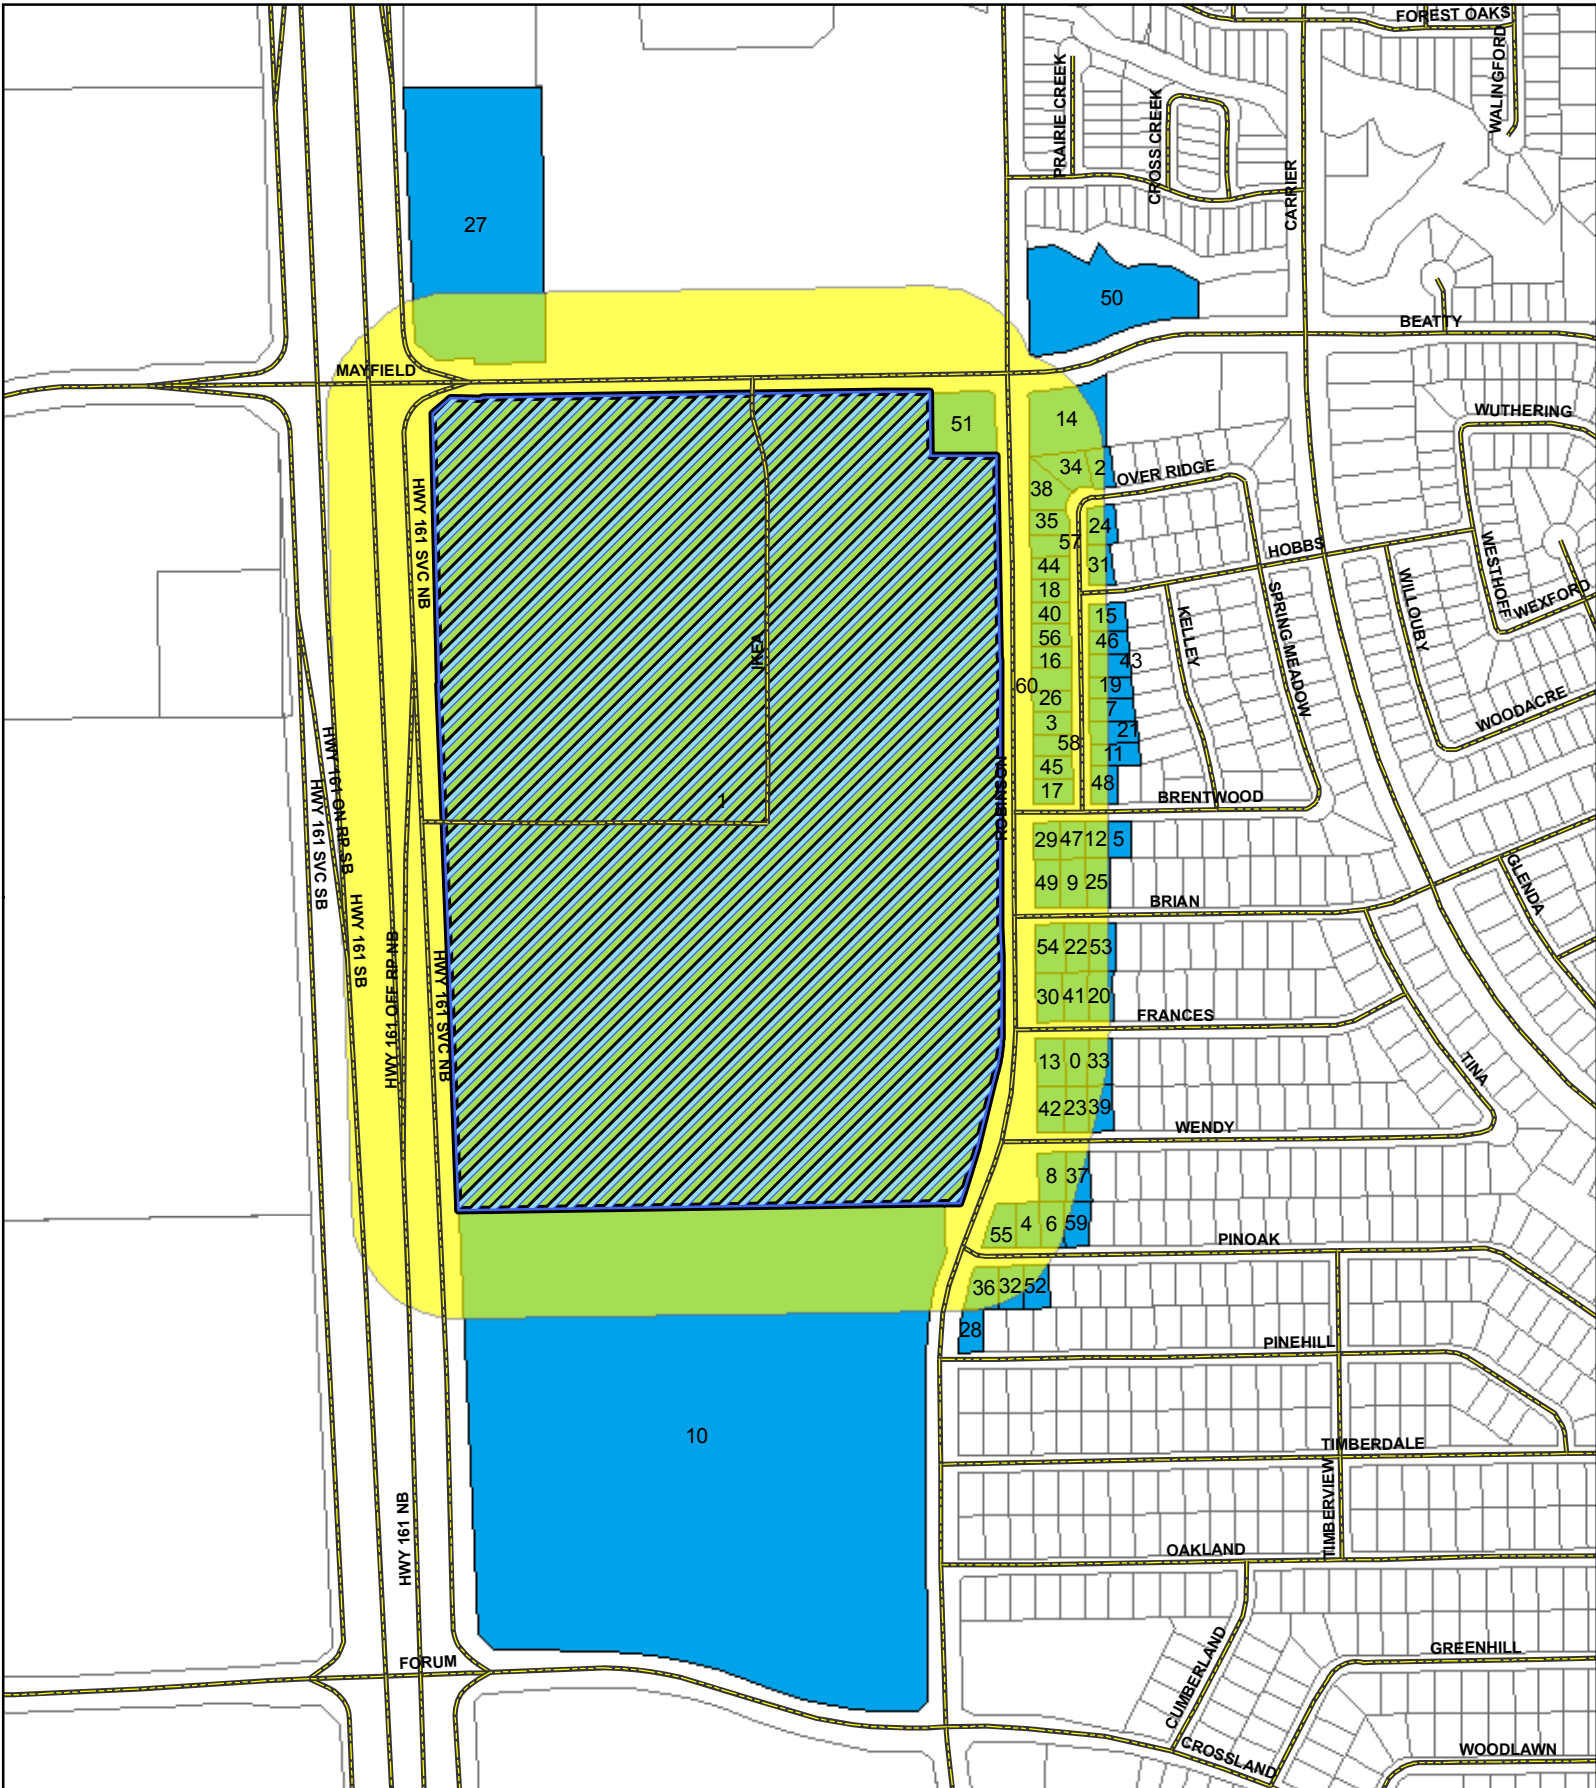 FOREST OAKS
WALINGFORD
PRAIRIE CREEK
CROSS CREEK
CARRIER
27
50
BEATTY
MAYFIELD
WUTHERING
51
14
34
2
OVER RIDGE
38
35
24
57
HOBBS
44
31
18
HWY 161 SVC NB
WESTHOFF
WILLOUBY
WEXFORD
40
15
KELLEY
SPRING MEADOW
56
46
16
43
IKEA
60
19
26
7
WOODACRE
3
21
58
11
45
48
17
BRENTWOOD
ROBINSON
1
HWY 161 ON RP SB
HWY 161 SVC SB
29
47
12
5
49
9
25
GLENDA
BRIAN
HWY 161 SB
54
22
53
30
41
20
FRANCES
HWY 161 OFF RP NB
HWY 161 SVC NB
13
0
33
TINA
42
23
39
WENDY
8
37
55
4
6
59
PINOAK
36
32
52
28
PINEHILL
10
TIMBERDALE
TIMBERVIEW
HWY 161 NB
OAKLAND
FORUM
GREENHILL
CUMBERLAND
CROSSLAND
WOODLAWN